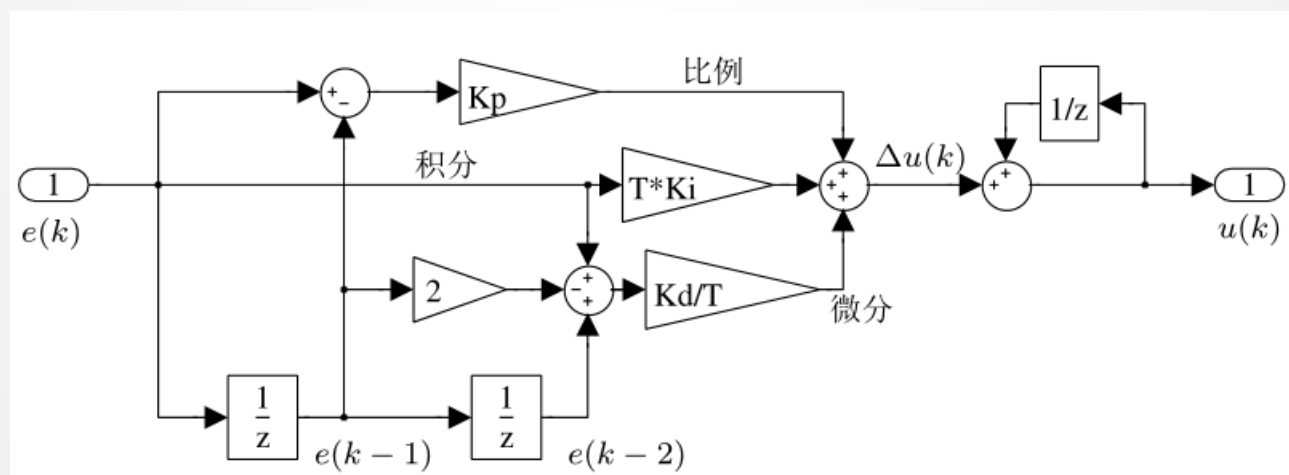 比例
+
−
Kp
1/z
积分
Δu(k)
1
T*Ki
+
+
+
+
+
1
e(k)
u(k)
2
+
-
+
Kd/T
微分
1
z
1
z
e(k − 1)
e(k − 2)